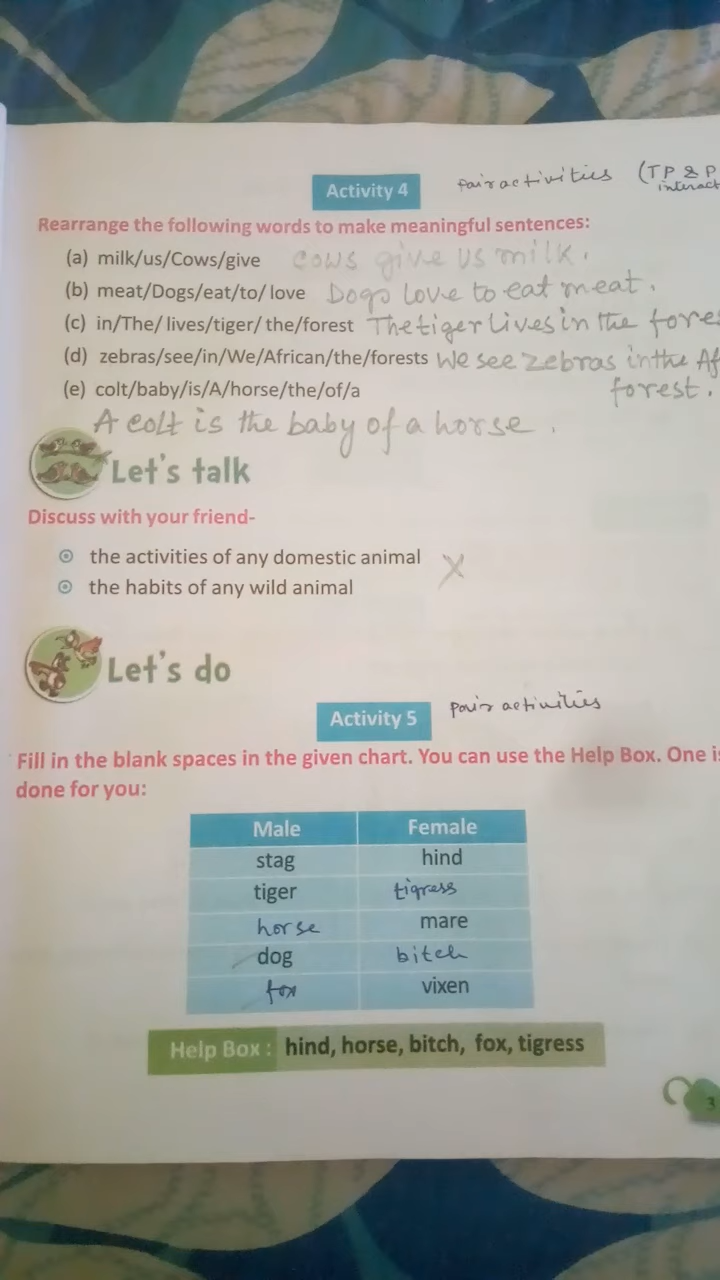 Activity 4 pair activities (TP & P
interact
Rearrange the following words to make meaningful sentences:
(a) milk/us/Cows/give cows give us milk.
(b) meat/Dogs/eat/to/ love Dogs love to eat meat.
(c) in/The/ lives/tiger/ the/forest The tiger lives in the fores
(d) zebras/see/in/We/African/the/forests We see zebras in the Af
(e) colt/baby/is/A/horse/the/of/a forest.
A colt is the baby of a horse.
Let's talk
Discuss with your friend-
the activities of any domestic animal X
the habits of any wild animal
Let's do
Activity 5 pair activities
Fill in the blank spaces in the given chart. You can use the Help Box. One is
done for you:
Male Female
stag hind
tiger tigress
horse mare
dog bitch
fox vixen
Help Box : hind, horse, bitch, fox, tigress
3